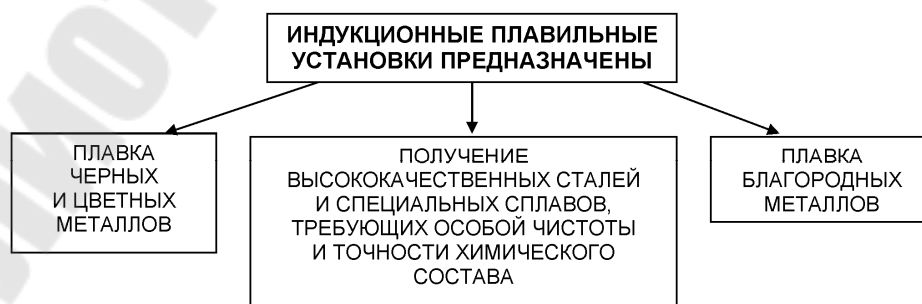 ИНДУКЦИОННЫЕ ПЛАВИЛЬНЫЕ
УСТАНОВКИ ПРЕДНАЗНАЧЕНЫ
ПЛАВКА
ЧЕРНЫХ
И ЦВЕТНЫХ
МЕТАЛЛОВ
ПОЛУЧЕНИЕ
ВЫСОКОКАЧЕСТВЕННЫХ СТАЛЕЙ
И СПЕЦИАЛЬНЫХ СПЛАВОВ,
ТРЕБУЮЩИХ ОСОБОЙ ЧИСТОТЫ
И ТОЧНОСТИ ХИМИЧЕСКОГО
СОСТАВА
ПЛАВКА
БЛАГОРОДНЫХ
МЕТАЛЛОВ